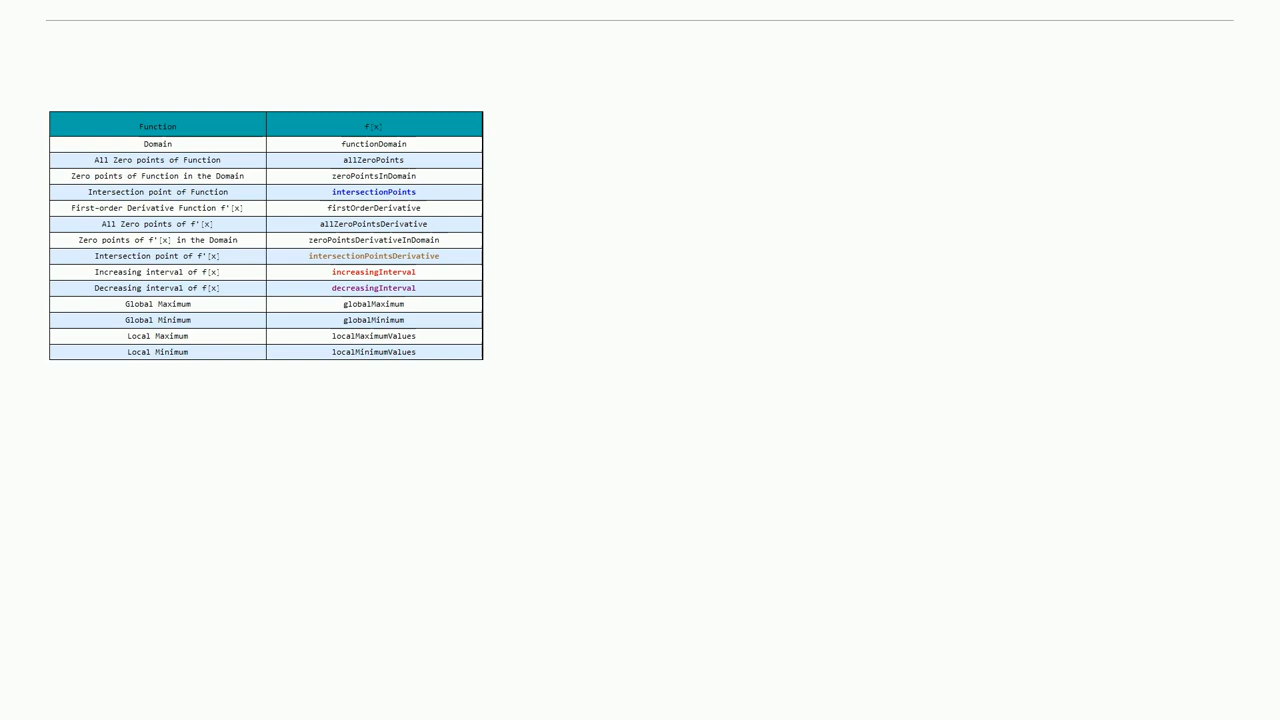 Function f[x]
Domain functionDomain
All Zero points of Function allZeroPoints
Zero points of Function in the Domain zeroPointsInDomain
Intersection point of Function intersectionPoints
First-order Derivative Function f'[x] firstOrderDerivative
All Zero points of f'[x] allZeroPointsDerivative
Zero points of f'[x] in the Domain zeroPointsDerivativeInDomain
Intersection point of f'[x] intersectionPointsDerivative
Increasing interval of f[x] increasingInterval
Decreasing interval of f[x] decreasingInterval
Global Maximum globalMaximum
Global Minimum globalMinimum
Local Maximum localMaximumValues
Local Minimum localMinimumValues